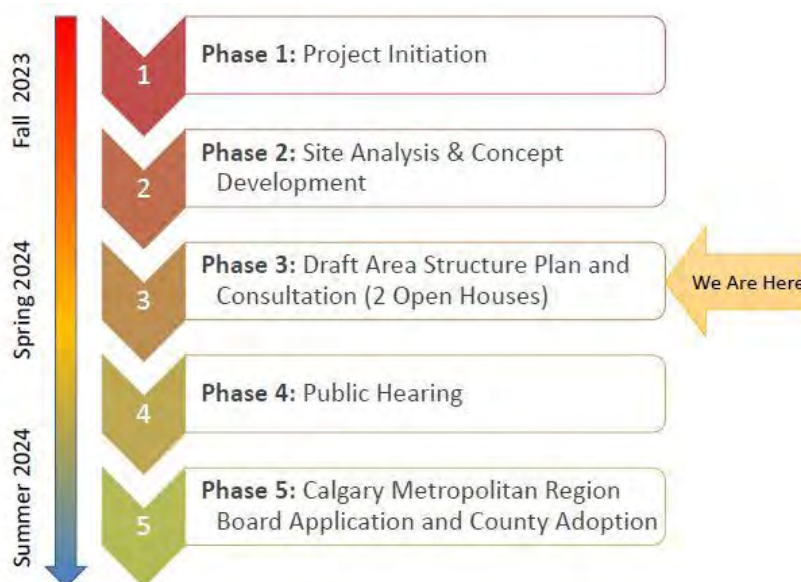 Fall 2023
Spring 2024
Summer 2024
1
Phase 1: Project Initiation
2
Phase 2: Site Analysis & Concept
Development
3
Phase 3: Draft Area Structure Plan and
Consultation (2 Open Houses)
We Are Here
4
Phase 4: Public Hearing
5
Phase 5: Calgary Metropolitan Region
Board Application and County Adoption